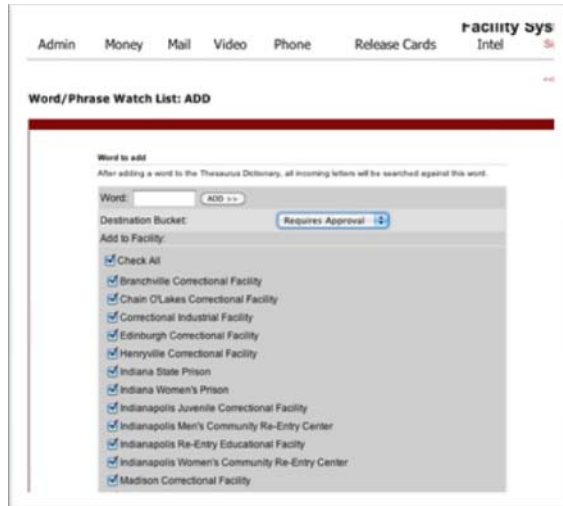 Facility Sys
Admin Money Mail Video Phone Release Cards Intel
Word/Phrase Watch List: ADD
Word to add
After adding a word to the Thesaurus Dictionary, all incoming letters will be searched against this word.
Word: ADD >>
Destination Bucket: Requires Approval
Add to Facility:
Check All
Branchville Correctional Facility
Chain O'Lakes Correctional Facility
Correctional Industrial Facility
Edinburgh Correctional Facility
Henryville Correctional Facility
Indiana State Prison
Indiana Women's Prison
Indianapolis Juvenile Correctional Facility
Indianapolis Men's Community Re-Entry Center
Indianapolis Re-Entry Educational Facilty
Indianapolis Women's Community Re-Entry Center
Madison Correctional Facility